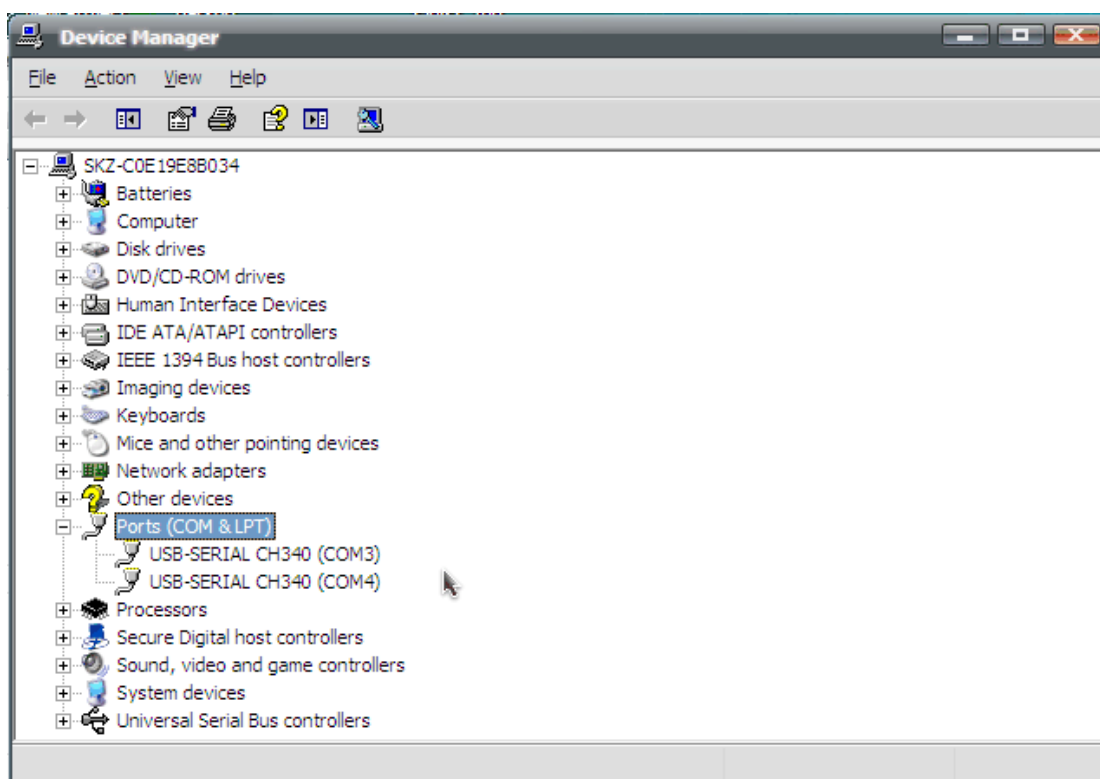 Device Manager
File Action View Help
SKZ-C0E19E8B034
Batteries
Computer
Disk drives
DVD/CD-ROM drives
Human Interface Devices
IDE ATA/ATAPI controllers
IEEE 1394 Bus host controllers
Imaging devices
Keyboards
Mice and other pointing devices
Network adapters
Other devices
Ports (COM & LPT)
USB-SERIAL CH340 (COM3)
USB-SERIAL CH340 (COM4)
Processors
Secure Digital host controllers
Sound, video and game controllers
System devices
Universal Serial Bus controllers